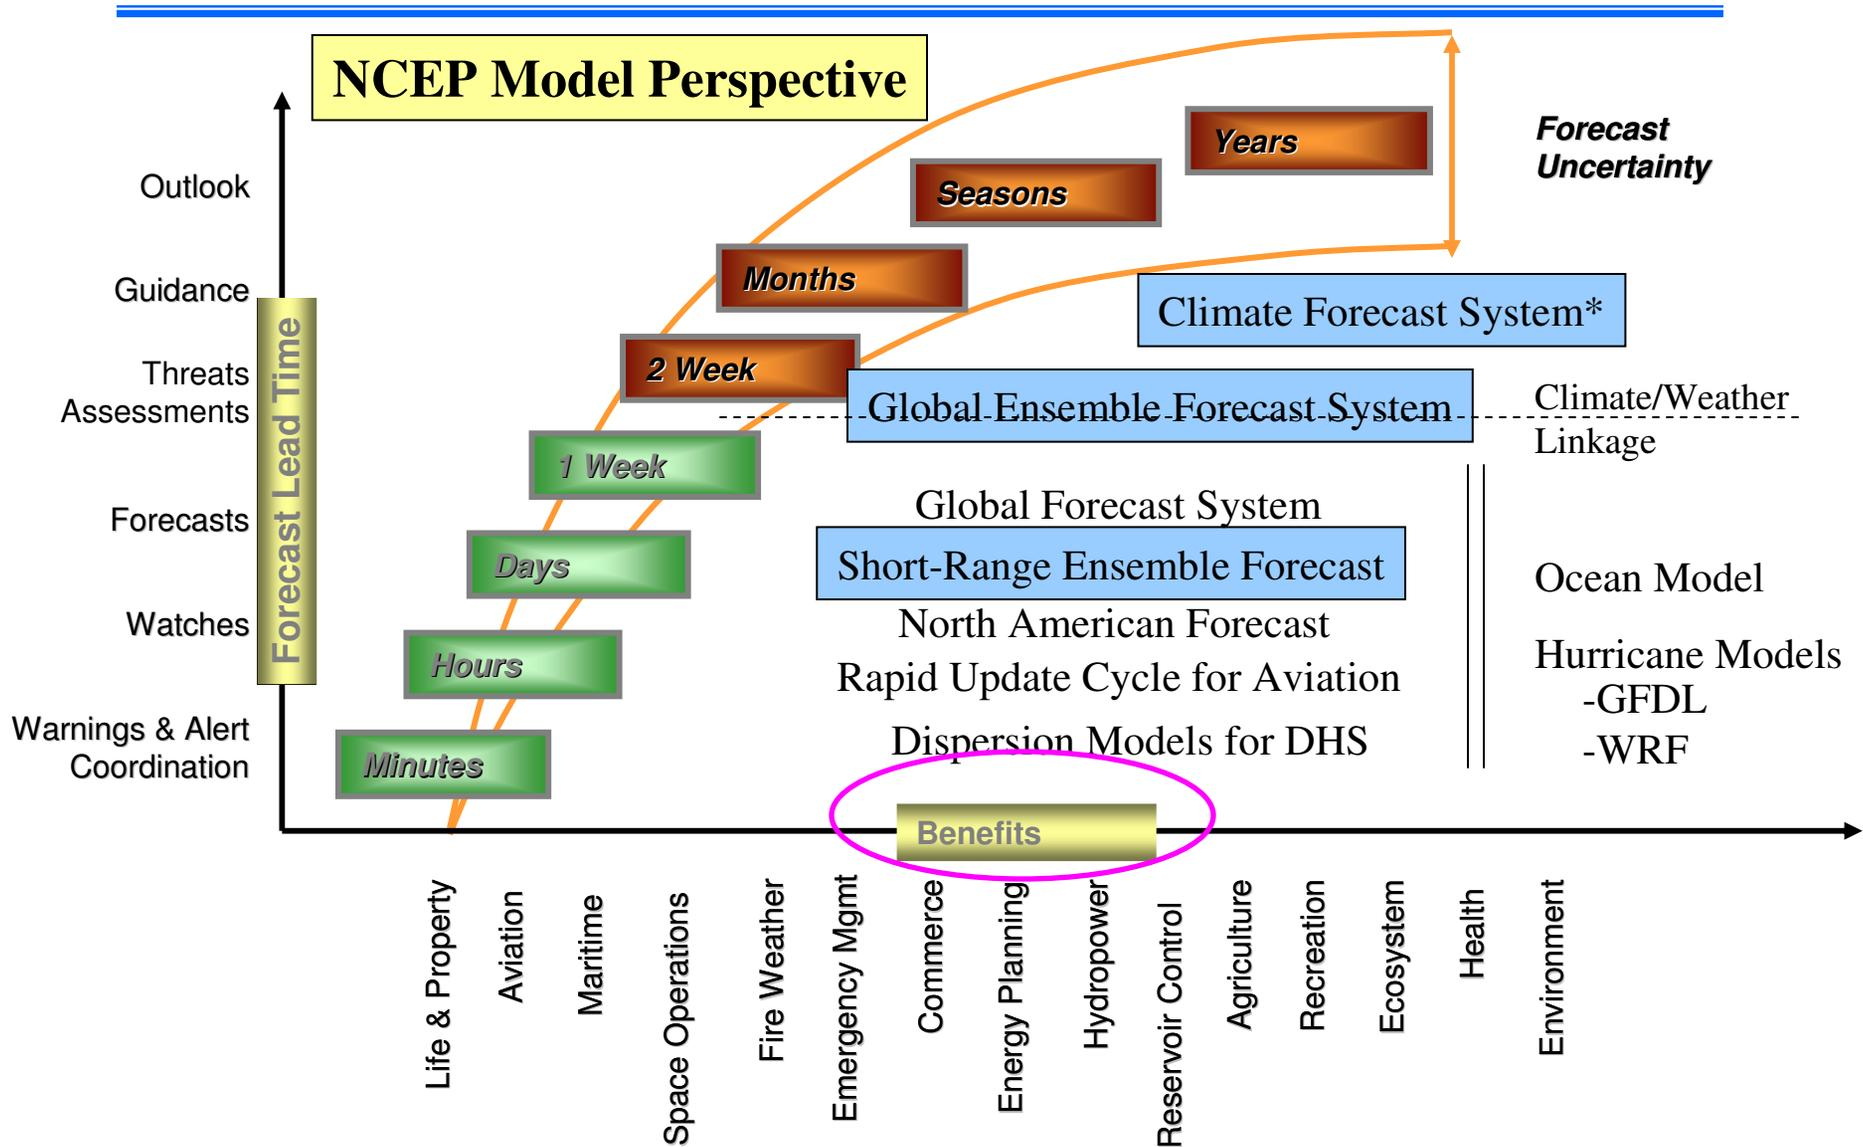 NCEP Model Perspective
Forecast
Uncertainty
Outlook
Guidance
Threats
Assessments
Forecasts
Watches
Warnings & Alert
Coordination
Forecast Lead Time
Years
Seasons
Months
2 Week
1 Week
Days
Hours
Minutes
Climate Forecast System*
Global Ensemble Forecast System
Climate/Weather
Linkage
Global Forecast System
Short-Range Ensemble Forecast
North American Forecast
Rapid Update Cycle for Aviation
Dispersion Models for DHS
Ocean Model
Hurricane Models
-GFDL
-WRF
Benefits
Life & Property
Aviation
Maritime
Space Operations
Fire Weather
Emergency Mgmt
Commerce
Energy Planning
Hydropower
Reservoir Control
Agriculture
Recreation
Ecosystem
Health
Environment